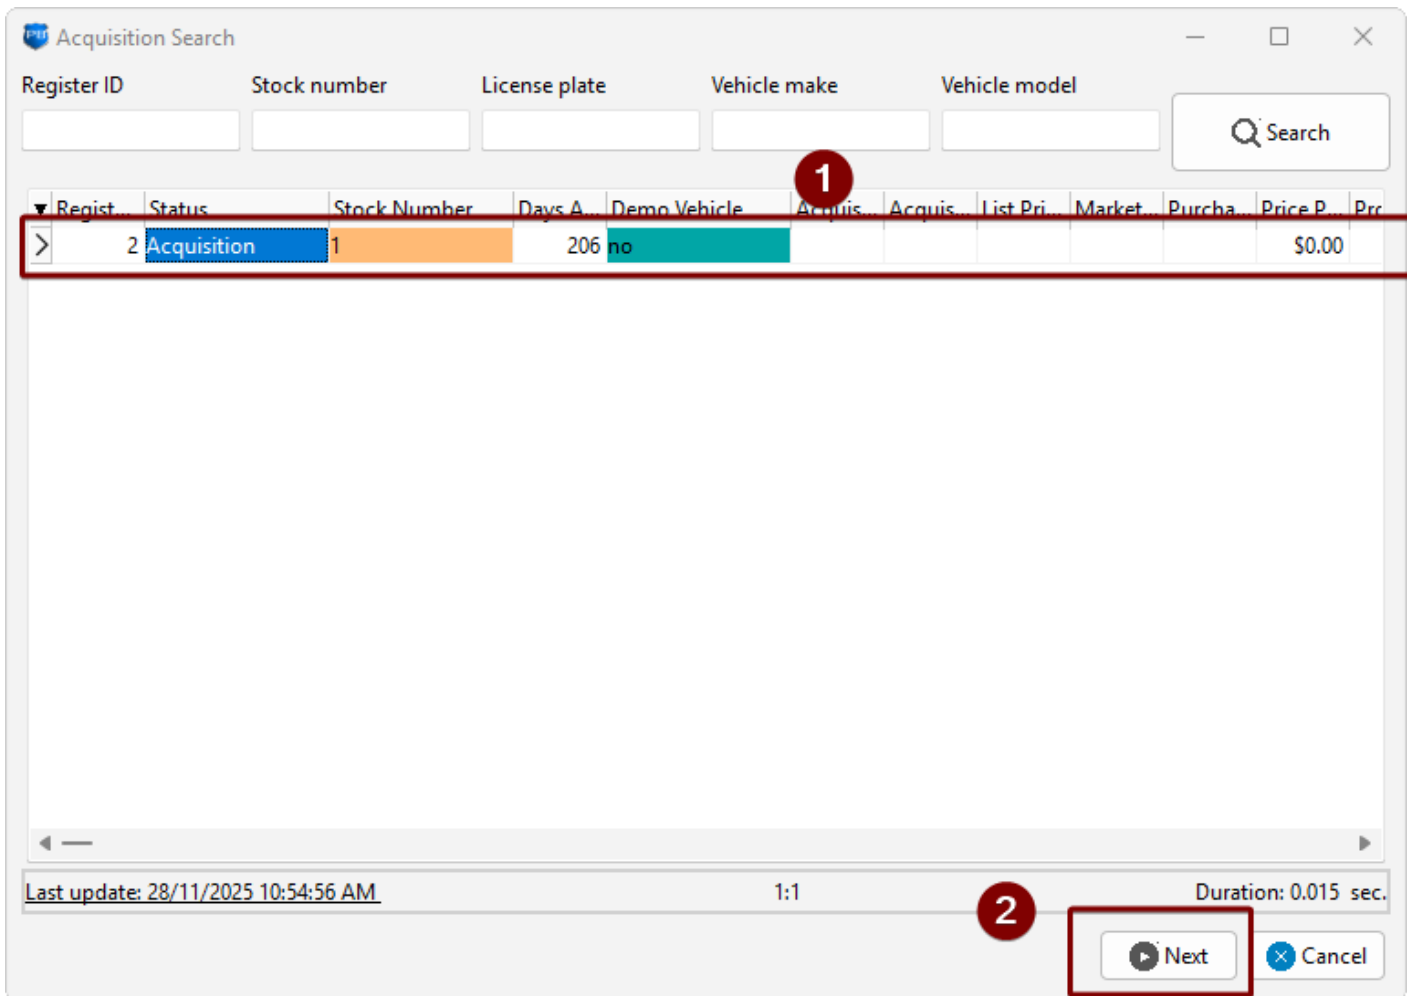 Acquisition Search
Register ID Stock number License plate Vehicle make Vehicle model
Search
1
Regist... Status Stock Number Days A... Demo Vehicle Acquis... Acquis... List Pri... Market... Purcha... Price P... Prc
2 Acquisition 1 206 no $0.00
Last update: 28/11/2025 10:54:56 AM 1:1 Duration: 0.015 sec.
2
Next Cancel